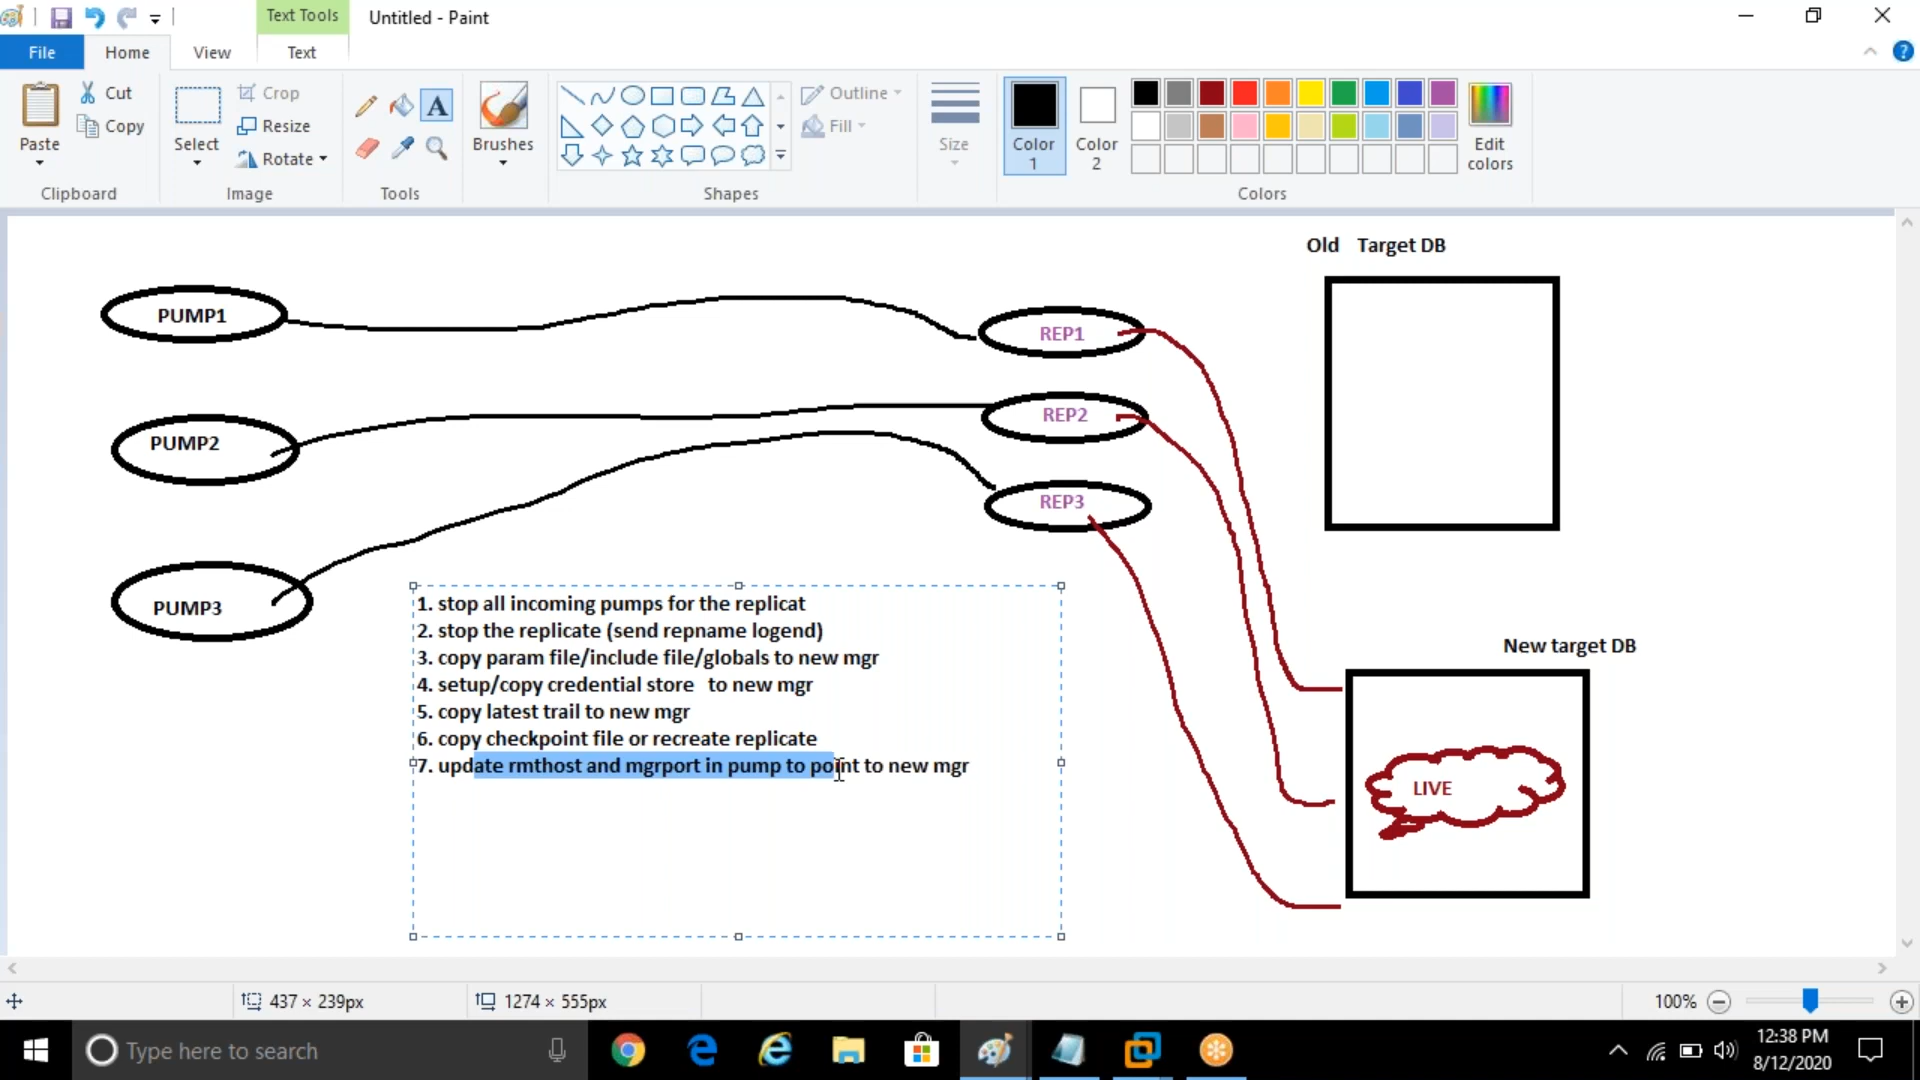 Text Tools
Untitled - Paint
File
Home
View
Text
Paste
Cut
Copy
Clipboard
Select
Crop
Resize
Rotate
Image
A
Tools
Brushes
Outline
Fill
Shapes
Size
Color
1
Color
2
Edit
colors
Colors
Old Target DB
PUMP1
REP1
REP2
PUMP2
REP3
PUMP3
1. stop all incoming pumps for the replicat
2. stop the replicate (send repname logend)
3. copy param file/include file/globals to new mgr
4. setup/copy credential store to new mgr
5. copy latest trail to new mgr
6. copy checkpoint file or recreate replicate
7. update rmthost and mgrport in pump to point to new mgr
New target DB
LIVE
437 × 239px
1274 × 555px
100%
Type here to search
12:38 PM
8/12/2020